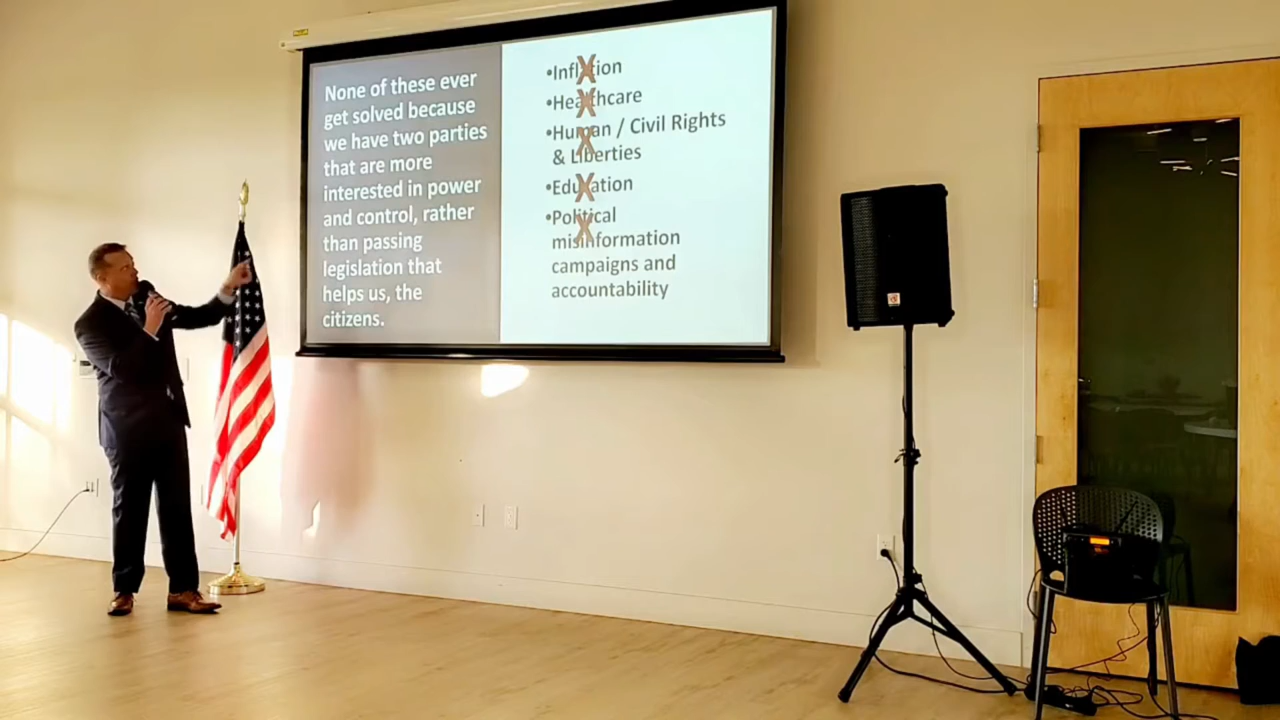 None of these ever
get solved because
we have two parties
that are more
interested in power
and control, rather
than passing
legislation that
helps us, the
citizens.
•Inflation
•Healthcare
•Human / Civil Rights
& Liberties
•Education
•Political
misinformation
campaigns and
accountability